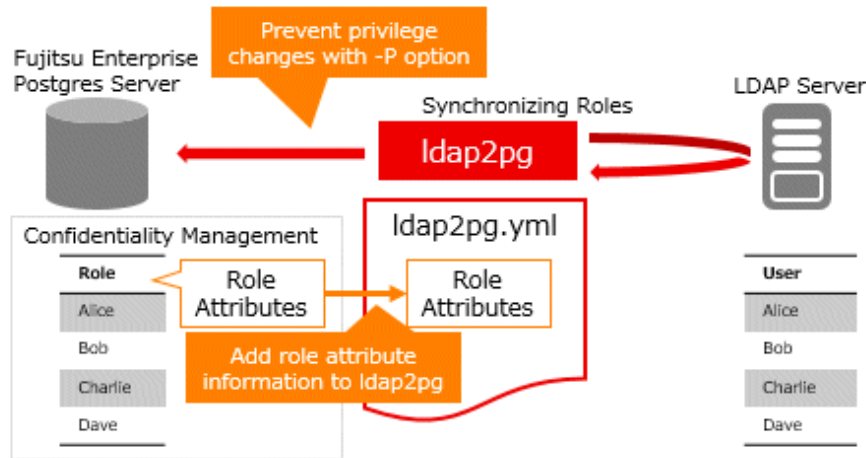 Prevent privilege
changes with -P option
Fujitsu Enterprise
Postgres Server
Synchronizing Roles
LDAP Server
ldap2pg
Confidentiality Management
ldap2pg.yml
Role
Alice
Bob
Charlie
Dave
Role
Attributes
Role
Attributes
Add role attribute
information to ldap2pg
User
Alice
Bob
Charlie
Dave